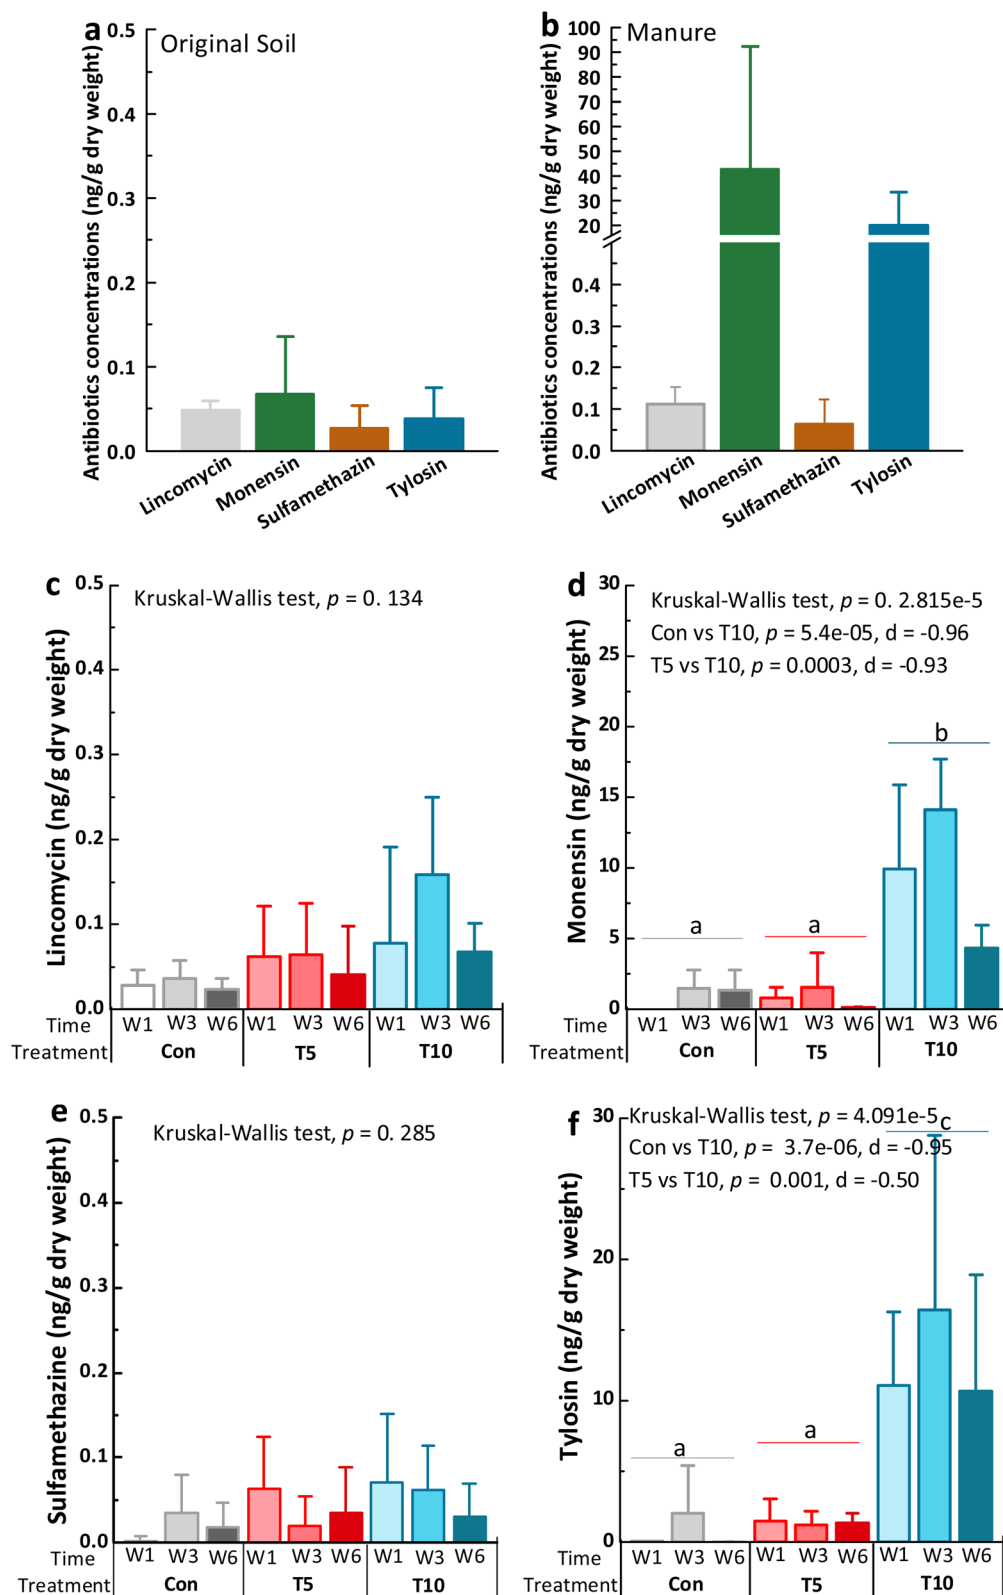 a
Original Soil
Antibiotics concentrations (ng/g dry weight)
0.5
0.4
0.3
0.2
0.1
0.0
Lincomycin
Monensin
Sulfamethazin
Tylosin
b
Manure
Antibiotics concentrations (ng/g dry weight)
100
90
80
70
60
50
40
30
20
0.4
0.3
0.2
0.1
0.0
Lincomycin
Monensin
Sulfamethazin
Tylosin
c
Kruskal-Wallis test, p = 0. 134
Lincomycin (ng/g dry weight)
0.5
0.4
0.3
0.2
0.1
0.0
Time W1 W3 W6 W1 W3 W6 W1 W3 W6
Treatment Con T5 T10
d
Kruskal-Wallis test, p = 0. 2.815e-5
Con vs T10, p = 5.4e-05, d = -0.96
T5 vs T10, p = 0.0003, d = -0.93
Monensin (ng/g dry weight)
30
25
20
15
10
5
0
a
a
b
Time W1 W3 W6 W1 W3 W6 W1 W3 W6
Treatment Con T5 T10
e
Kruskal-Wallis test, p = 0. 285
Sulfamethazine (ng/g dry weight)
0.5
0.4
0.3
0.2
0.1
0.0
Time W1 W3 W6 W1 W3 W6 W1 W3 W6
Treatment Con T5 T10
f
Kruskal-Wallis test, p = 4.091e-5
Con vs T10, p = 3.7e-06, d = -0.95
T5 vs T10, p = 0.001, d = -0.50
Tylosin (ng/g dry weight)
30
20
10
0
a
a
c
Time W1 W3 W6 W1 W3 W6 W1 W3 W6
Treatment Con T5 T10